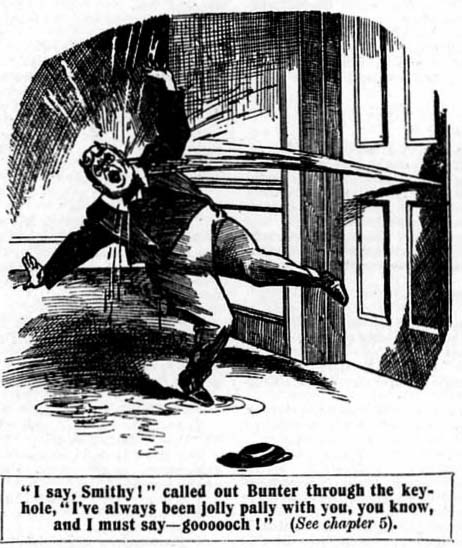 "I say, Smithy!" called out Bunter through the key-
hole, "I've always been jolly pally with you, you know,
and I must say—goooooch!" (See chapter 5).